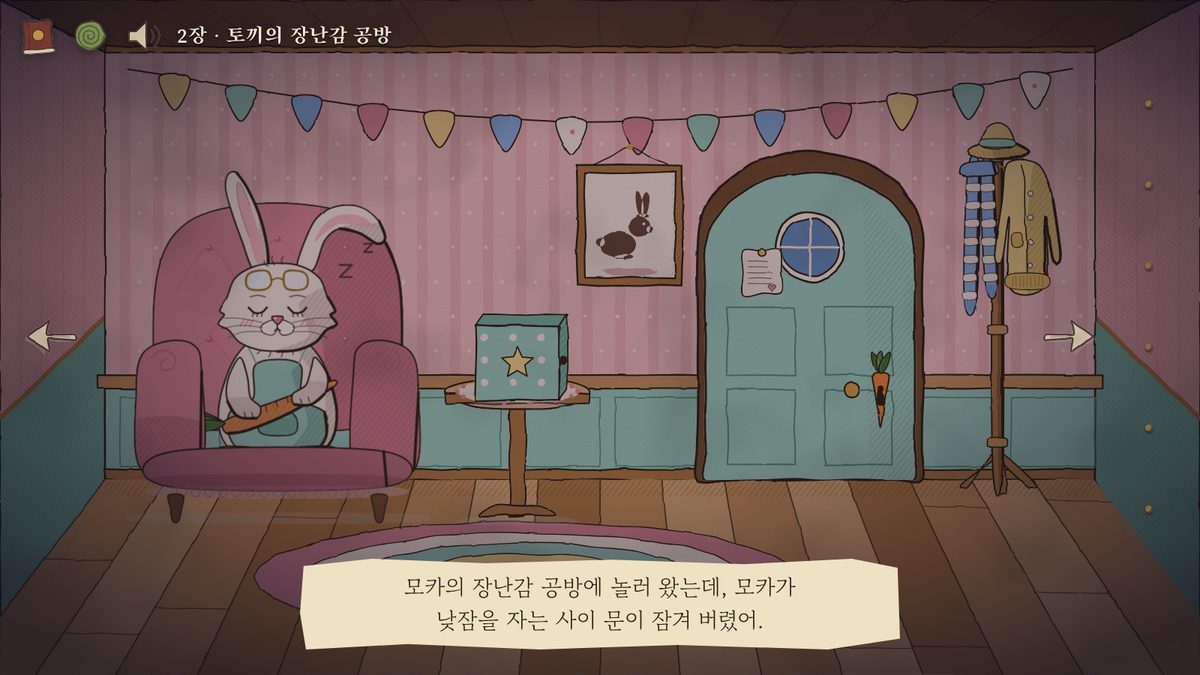 2장 · 토끼의 장난감 공방
z
z
모카의 장난감 공방에 놀러 왔는데, 모카가
낮잠을 자는 사이 문이 잠겨 버렸어.